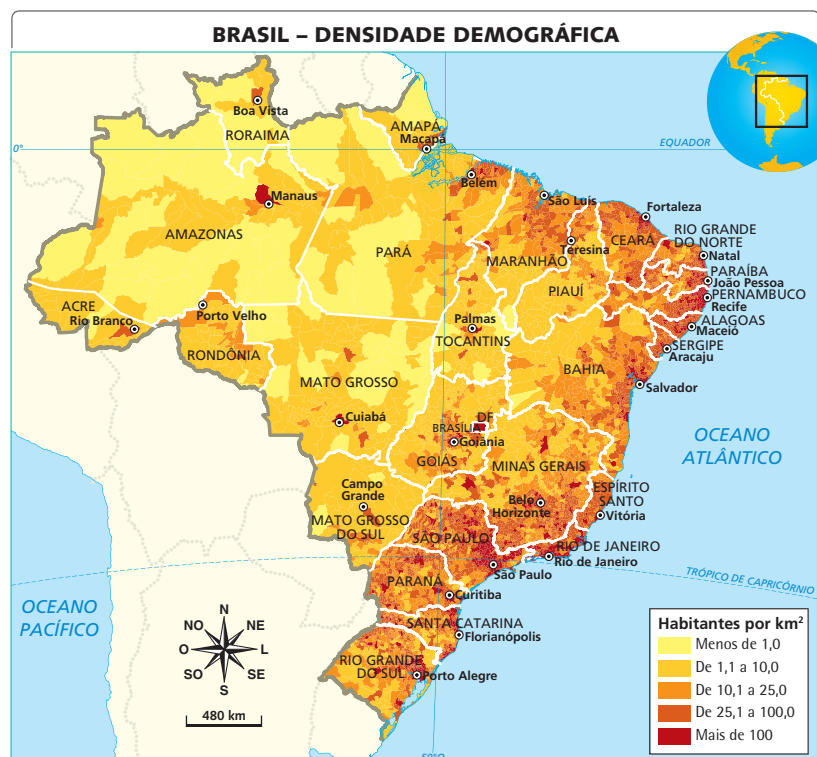 BRASIL – DENSIDADE DEMOGRÁFICA
Boa Vista
RORAIMA
AMAPÁ
Macapá
EQUADOR
0°
Belém
Manaus
São Luís
Fortaleza
AMAZONAS
PARÁ
MARANHÃO
Teresina
CEARÁ
RIO GRANDE
DO NORTE
Natal
PARAÍBA
João Pessoa
PIAUÍ
PERNAMBUCO
Recife
ACRE
Rio Branco
Porto Velho
Palmas
TOCANTINS
ALAGOAS
Maceió
SERGIPE
Aracaju
RONDÔNIA
MATO GROSSO
BAHIA
Salvador
Cuiabá
BRASÍLIA
DF
Goiânia
GOIÁS
MINAS GERAIS
OCEANO
ATLÂNTICO
Campo
Grande
MATO GROSSO
DO SUL
Belo
Horizonte
ESPÍRITO
SANTO
Vitória
SÃO PAULO
RIO DE JANEIRO
Rio de Janeiro
São Paulo
TRÓPICO DE CAPRICÓRNIO
PARANÁ
Curitiba
OCEANO
PACÍFICO
SANTA CATARINA
Florianópolis
RIO GRANDE
DO SUL
Porto Alegre
N
NO
NE
O
L
SO
SE
S
480 km
Habitantes por km²
Menos de 1,0
De 1,1 a 10,0
De 10,1 a 25,0
De 25,1 a 100,0
Mais de 100